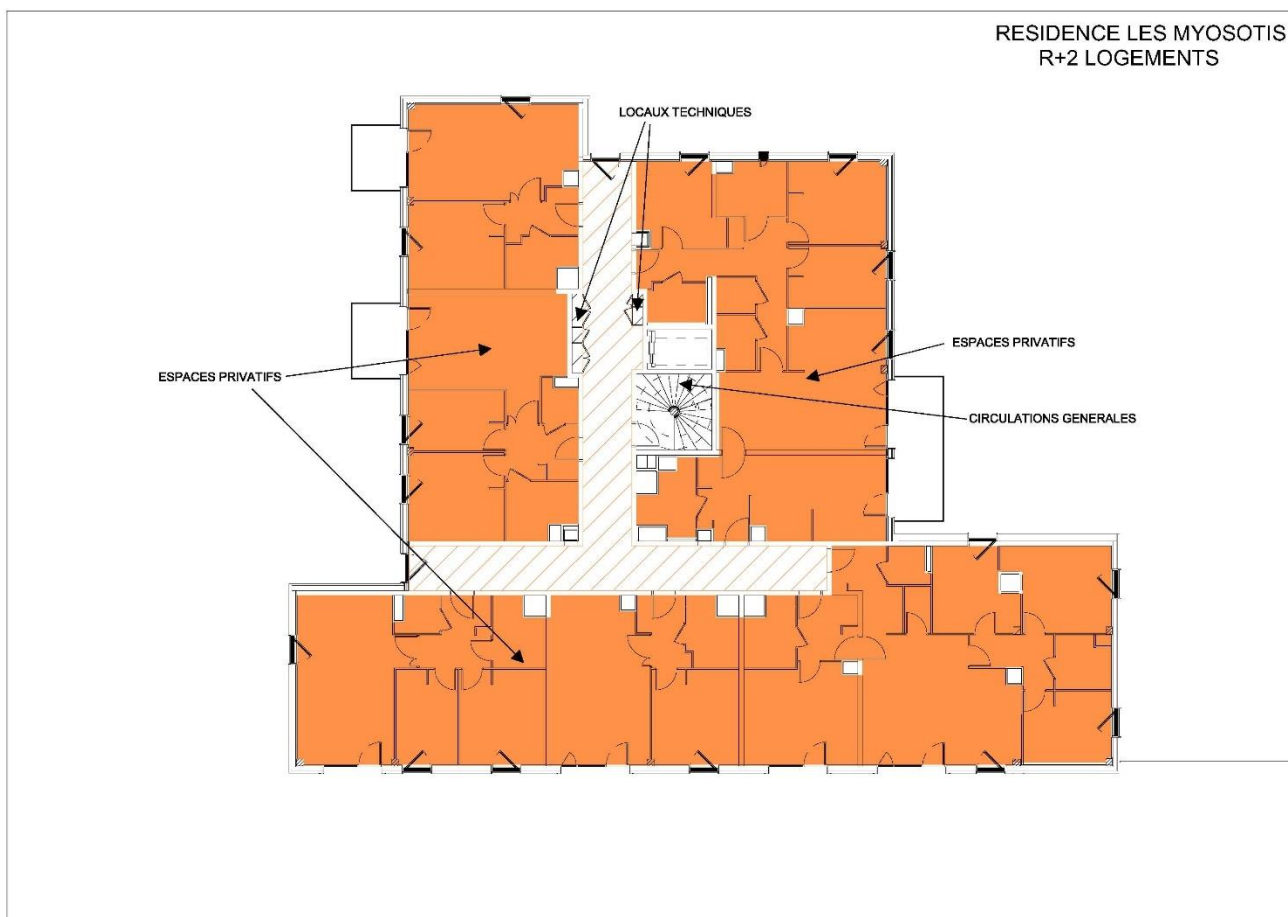 RESIDENCE LES MYOSOTIS
R+2 LOGEMENTS
LOCAUX TECHNIQUES
ESPACES PRIVATIFS
ESPACES PRIVATIFS
CIRCULATIONS GENERALES